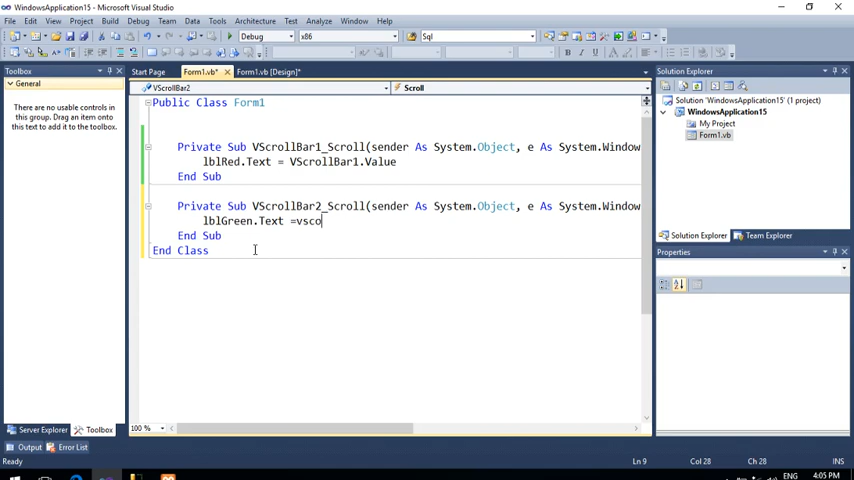 WindowsApplication15 - Microsoft Visual Studio
File Edit View Project Build Debug Team Data Tools Architecture Test Analyze Window Help
Debug x86 Sql
Toolbox
General
There are no usable controls in
this group. Drag an item onto
this text to add it to the toolbox.
Start Page Form1.vb* Form1.vb [Design]*
VScrollBar2 Scroll
Public Class Form1
Private Sub VScrollBar1_Scroll(sender As System.Object, e As System.Window
lblRed.Text = VScrollBar1.Value
End Sub
Private Sub VScrollBar2_Scroll(sender As System.Object, e As System.Window
lblGreen.Text =vsco
End Sub
End Class
100 %
Solution Explorer
Solution 'WindowsApplication15' (1 project)
WindowsApplication15
My Project
Form1.vb
Solution Explorer Team Explorer
Properties
Server Explorer Toolbox
Output Error List
Ready Ln 9 Col 28 Ch 28 INS
ENG 4:05 PM